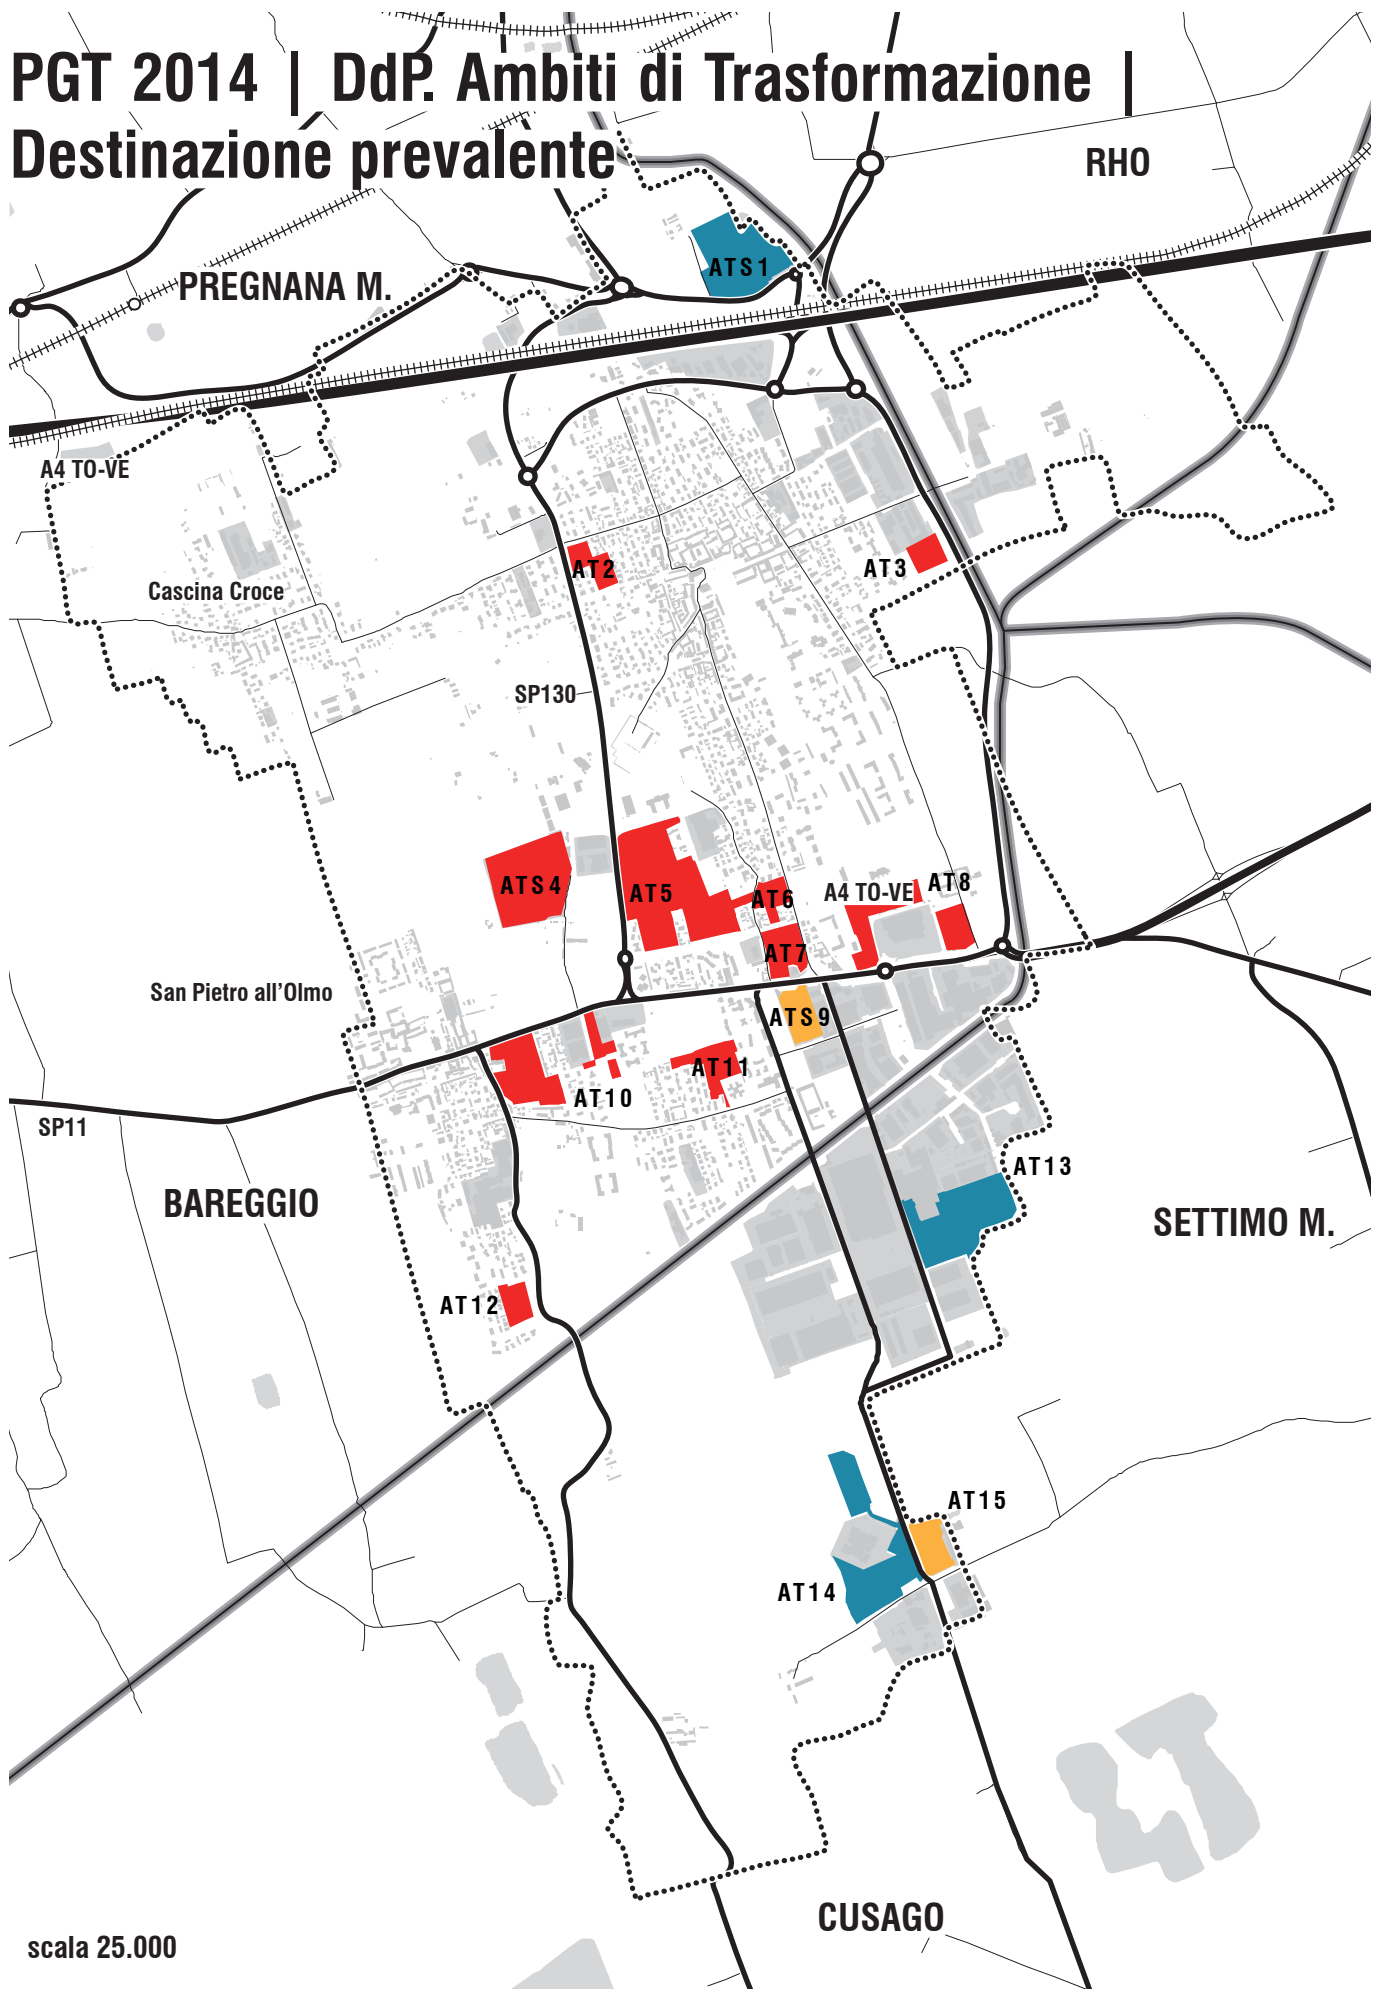 PGT 2014 | DdP. Ambiti di Trasformazione |
Destinazione prevalente
RHO
ATS1
PREGNANA M.
A4 TO-VE
AT2
AT3
Cascina Croce
SP130
ATS4
AT5
AT6
A4 TO-VE
AT8
AT7
San Pietro all'Olmo
ATS9
AT11
AT10
SP11
AT13
BAREGGIO
SETTIMO M.
AT12
AT15
AT14
CUSAGO
scala 25.000